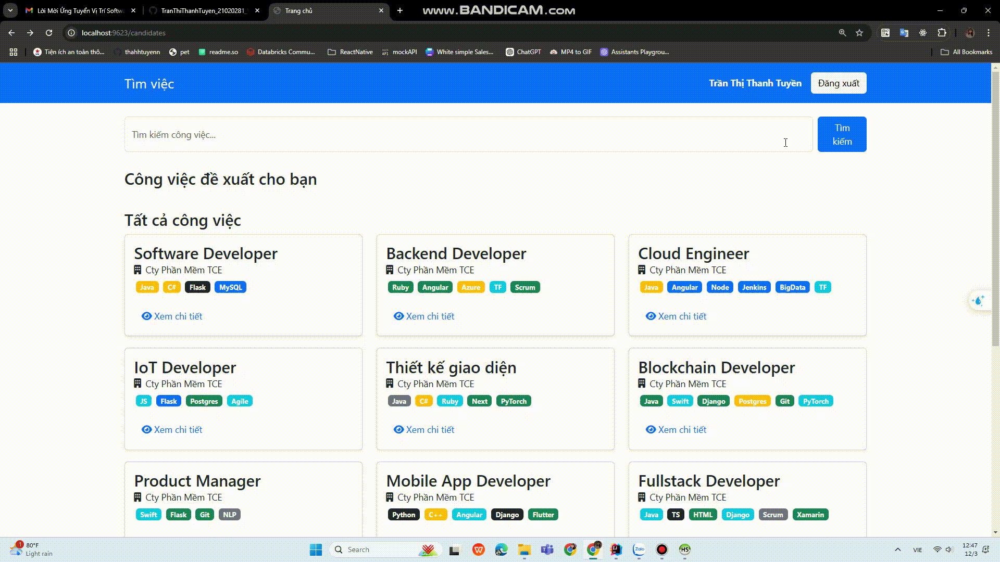 Lời Mời Ứng Tuyển Vị Trí Softwa
TranThiThanhTuyen_21020281_
Trang chủ
www.BANDICAM.com
localhost:9623/candidates
Tiện ích an toàn thô...
thahhtuyenn
pet
readme.so
Databricks Commu...
ReactNative
mockAPI
White simple Sales...
ChatGPT
MP4 to GIF
Assistants Playgrou...
All Bookmarks
Tìm việc
Trần Thị Thanh Tuyền
Đăng xuất
Tìm kiếm công việc...
Tìm
kiếm
Công việc đề xuất cho bạn
Tất cả công việc
Software Developer
Cty Phần Mềm TCE
Java C# Flask MySQL
Xem chi tiết
Backend Developer
Cty Phần Mềm TCE
Ruby Angular Azure TF Scrum
Xem chi tiết
Cloud Engineer
Cty Phần Mềm TCE
Java Angular Node Jenkins BigData TF
Xem chi tiết
IoT Developer
Cty Phần Mềm TCE
JS Flask Postgres Agile
Xem chi tiết
Thiết kế giao diện
Cty Phần Mềm TCE
Java C# Ruby Next PyTorch
Xem chi tiết
Blockchain Developer
Cty Phần Mềm TCE
Java Swift Django Postgres Git PyTorch
Xem chi tiết
Product Manager
Cty Phần Mềm TCE
Swift Flask Git NLP
Mobile App Developer
Cty Phần Mềm TCE
Python C++ Angular Django Flutter
Fullstack Developer
Cty Phần Mềm TCE
Java TS HTML Django Scrum Xamarin
1
80°F
Light rain
Search
Zalo
HS
VIE
12:47
12/3